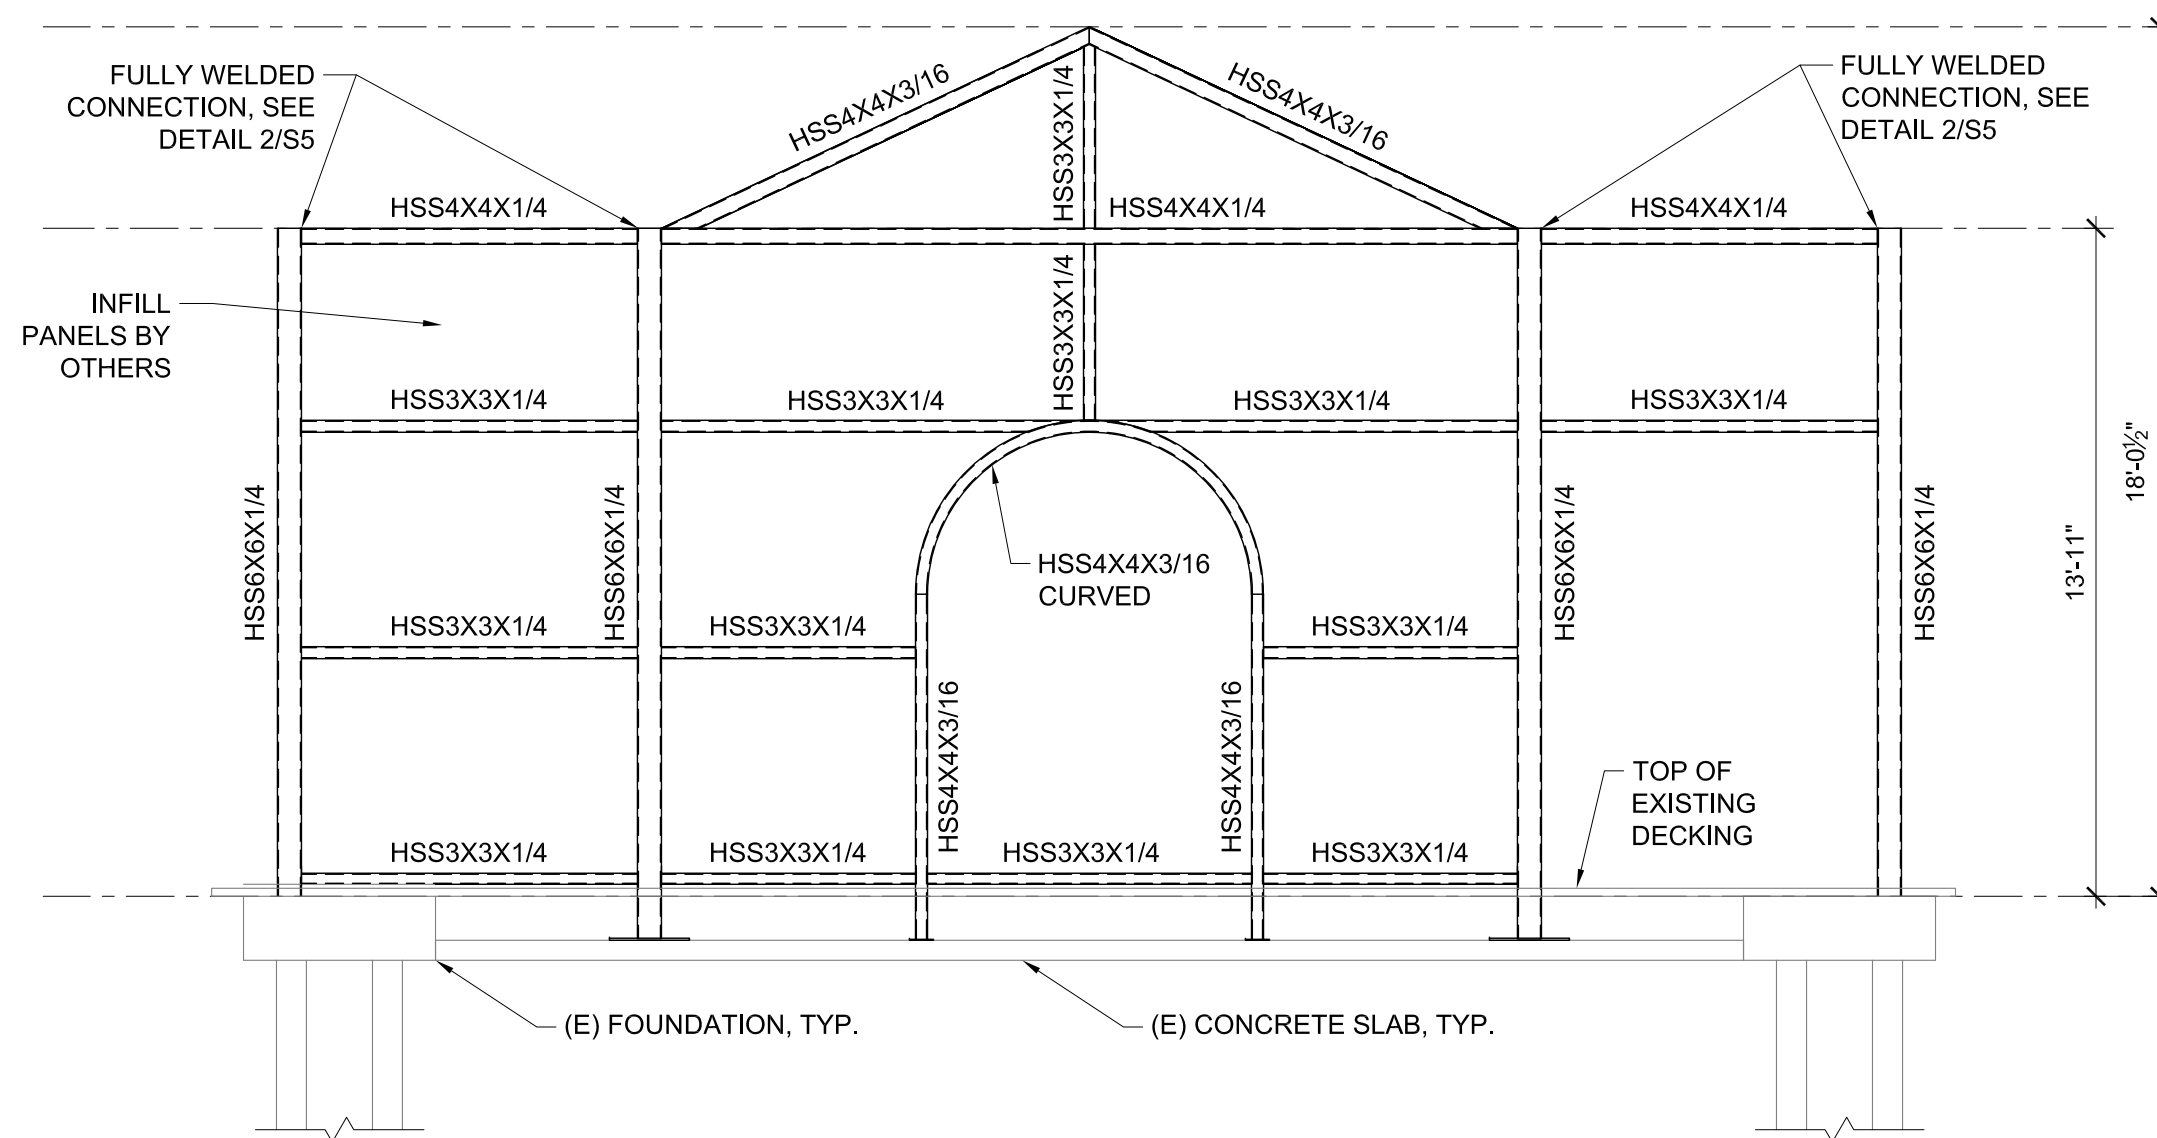 FULLY WELDED
CONNECTION, SEE
DETAIL 2/S5
HSS4X4X3/16
HSS3X3X1/4
HSS4X4X3/16
FULLY WELDED
CONNECTION, SEE
DETAIL 2/S5
HSS4X4X1/4
HSS4X4X1/4
HSS4X4X1/4
INFILL
PANELS BY
OTHERS
HSS3X3X1/4
HSS3X3X1/4
HSS3X3X1/4
HSS3X3X1/4
HSS3X3X1/4
HSS6X6X1/4
HSS6X6X1/4
HSS4X4X3/16
CURVED
HSS6X6X1/4
HSS6X6X1/4
13'-11"
18'-0½"
HSS3X3X1/4
HSS3X3X1/4
HSS3X3X1/4
HSS4X4X3/16
HSS4X4X3/16
TOP OF
EXISTING
DECKING
HSS3X3X1/4
HSS3X3X1/4
HSS3X3X1/4
HSS3X3X1/4
(E) FOUNDATION, TYP.
(E) CONCRETE SLAB, TYP.